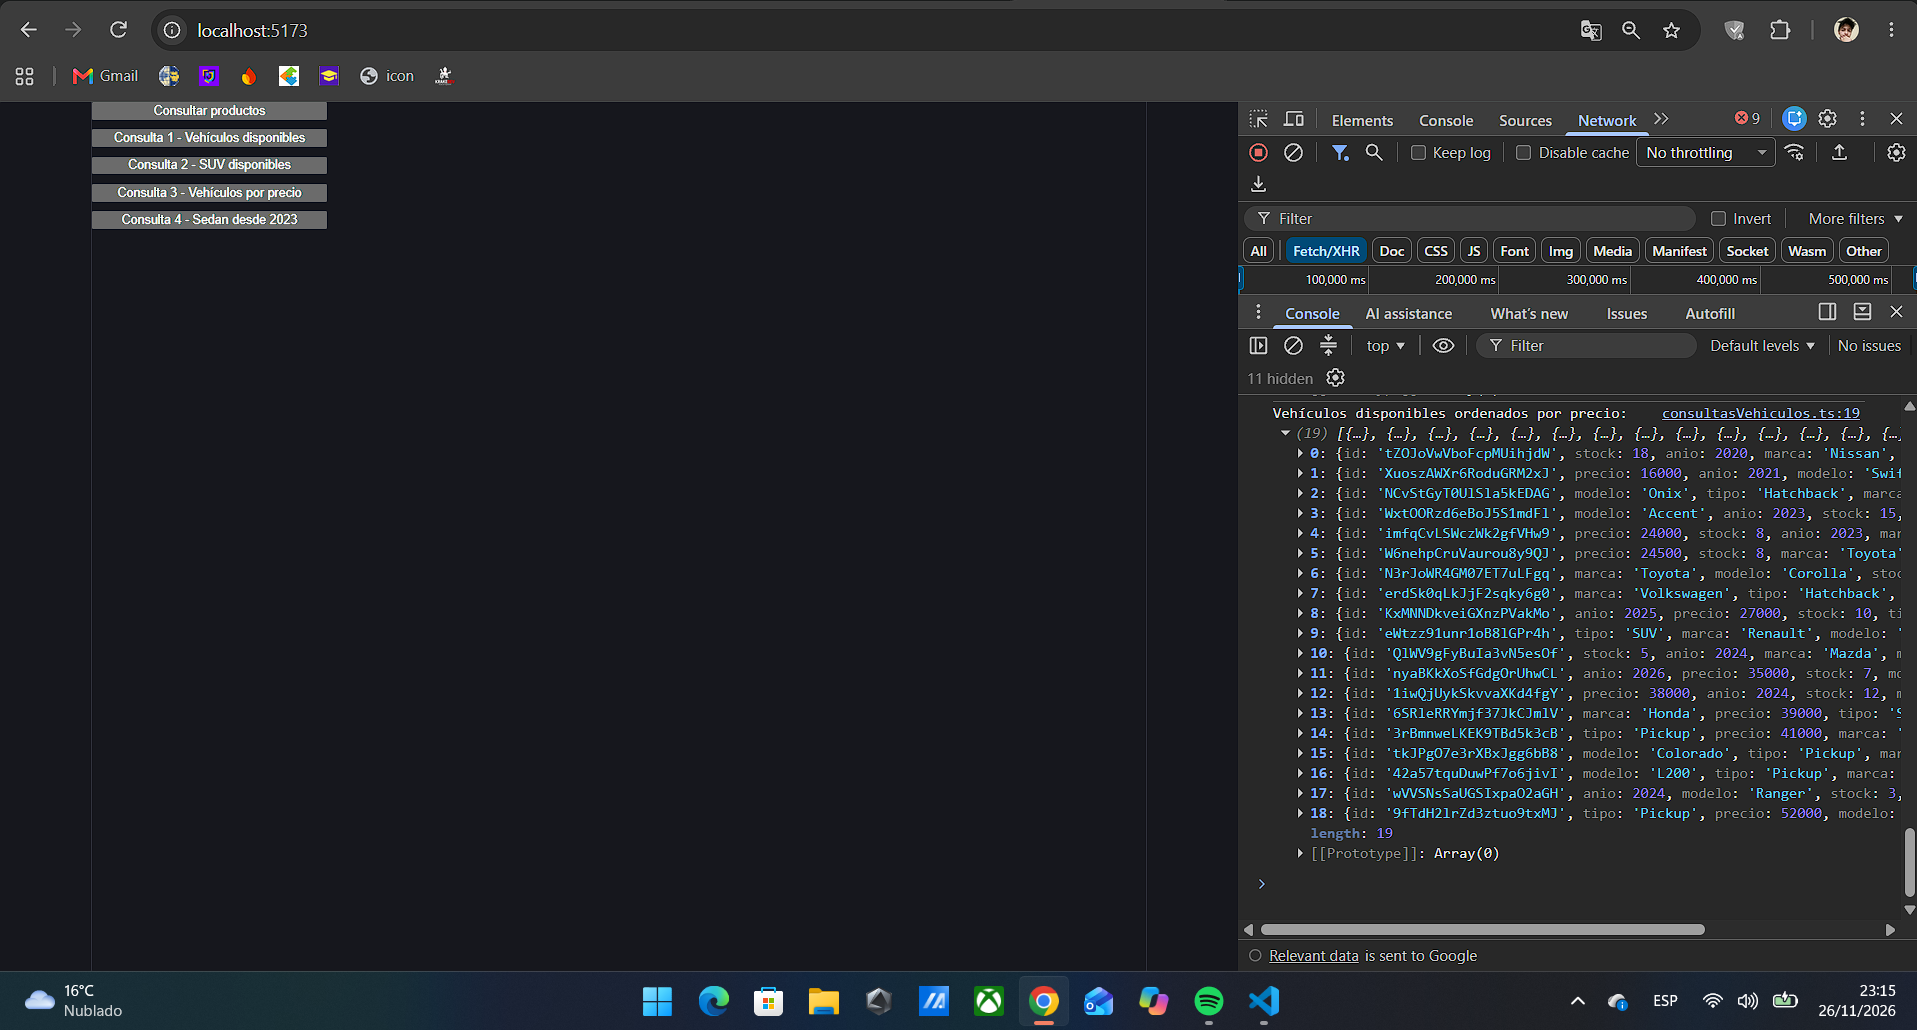 localhost:5173
Gmail
icon
Consultar productos
Consulta 1 - Vehículos disponibles
Consulta 2 - SUV disponibles
Consulta 3 - Vehículos por precio
Consulta 4 - Sedan desde 2023
Elements Console Sources Network 9
Keep log Disable cache No throttling
Filter Invert More filters
All Fetch/XHR Doc CSS JS Font Img Media Manifest Socket Wasm Other
100,000 ms 200,000 ms 300,000 ms 400,000 ms 500,000 ms
Console AI assistance What's new Issues Autofill
top Filter Default levels No issues
11 hidden
Vehículos disponibles ordenados por precio: consultasVehiculos.ts:19
(19) [{…}, {…}, {…}, {…}, {…}, {…}, {…}, {…}, {…}, {…}, {…}, {…}, {…}, {…
0: {id: 'tZOJoVwVboFcpMUihjdW', stock: 18, anio: 2020, marca: 'Nissan',
1: {id: 'XuoszAWXr6RoduGRM2xJ', precio: 16000, anio: 2021, modelo: 'Swif
2: {id: 'NCvStGyT0UlSla5kEDAG', modelo: 'Onix', tipo: 'Hatchback', marca
3: {id: 'WxtOORzd6eBoJ5S1mdFl', modelo: 'Accent', anio: 2023, stock: 15,
4: {id: 'imfqCvLSWczWk2gfVHw9', precio: 24000, stock: 8, anio: 2023, mar
5: {id: 'W6nehpCruVaurou8y9QJ', precio: 24500, stock: 8, marca: 'Toyota'
6: {id: 'N3rJoWR4GM07ET7uLFgq', marca: 'Toyota', modelo: 'Corolla', stoc
7: {id: 'erdSk0qLkJjF2sqky6g0', marca: 'Volkswagen', tipo: 'Hatchback',
8: {id: 'KxMNNDkveiGXnzPVakMo', anio: 2025, precio: 27000, stock: 10, ti
9: {id: 'eWtzz91unr1oB8lGPr4h', tipo: 'SUV', marca: 'Renault', modelo: '
10: {id: 'QlWV9gFyBuIa3vN5esOf', stock: 5, anio: 2024, marca: 'Mazda', m
11: {id: 'nyaBKkXoSfGdgOrUhwCL', anio: 2026, precio: 35000, stock: 7, mo
12: {id: '1iwQjUykSkvvaXKd4fgY', precio: 38000, anio: 2024, stock: 12, m
13: {id: '6SRleRRYmjf37JkCJmlV', marca: 'Honda', precio: 39000, tipo: 'S
14: {id: '3rBmnweLKEK9TBd5k3cB', tipo: 'Pickup', precio: 41000, marca: '
15: {id: 'tkJPgO7e3rXBxJgg6bB8', modelo: 'Colorado', tipo: 'Pickup', mar
16: {id: '42a57tquDuwPf7o6jivI', modelo: 'L200', tipo: 'Pickup', marca:
17: {id: 'wVVSNsSaUGSIxpaO2aGH', anio: 2024, modelo: 'Ranger', stock: 3,
18: {id: '9fTdH2lrZd3ztuo9txMJ', tipo: 'Pickup', precio: 52000, modelo:
length: 19
[[Prototype]]: Array(0)
Relevant data is sent to Google
16°C
Nublado
ESP
23:15
26/11/2026